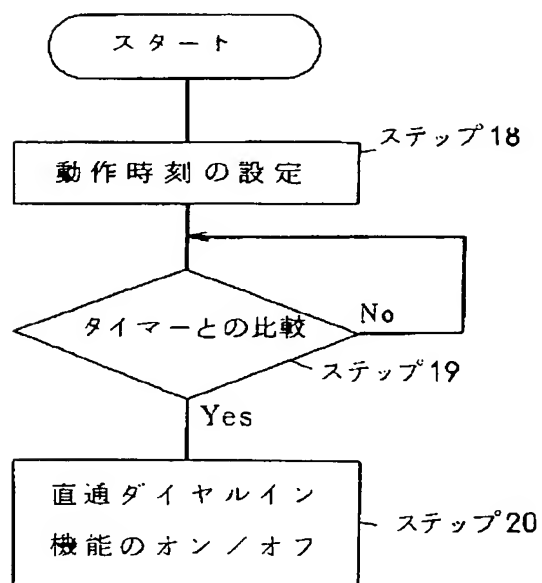 スタート
ステップ18
動作時刻の設定
タイマーとの比較
No
ステップ19
Yes
直通ダイヤルイン
機能のオン／オフ
ステップ20